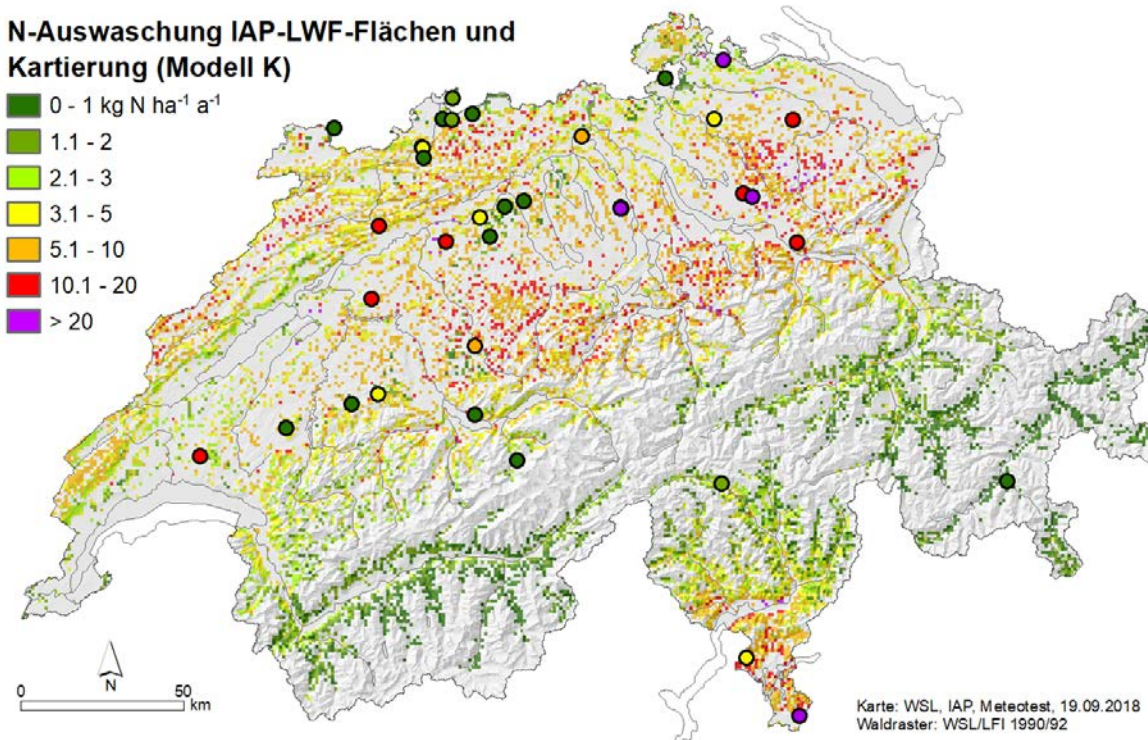 N-Auswaschung IAP-LWF-Flächen und
Kartierung (Modell K)
0 - 1 kg N ha⁻¹ a⁻¹
1.1 - 2
2.1 - 3
3.1 - 5
5.1 - 10
10.1 - 20
> 20
N
0 50
km
Karte: WSL, IAP, Meteotest, 19.09.2018
Waldraster: WSL/LFI 1990/92